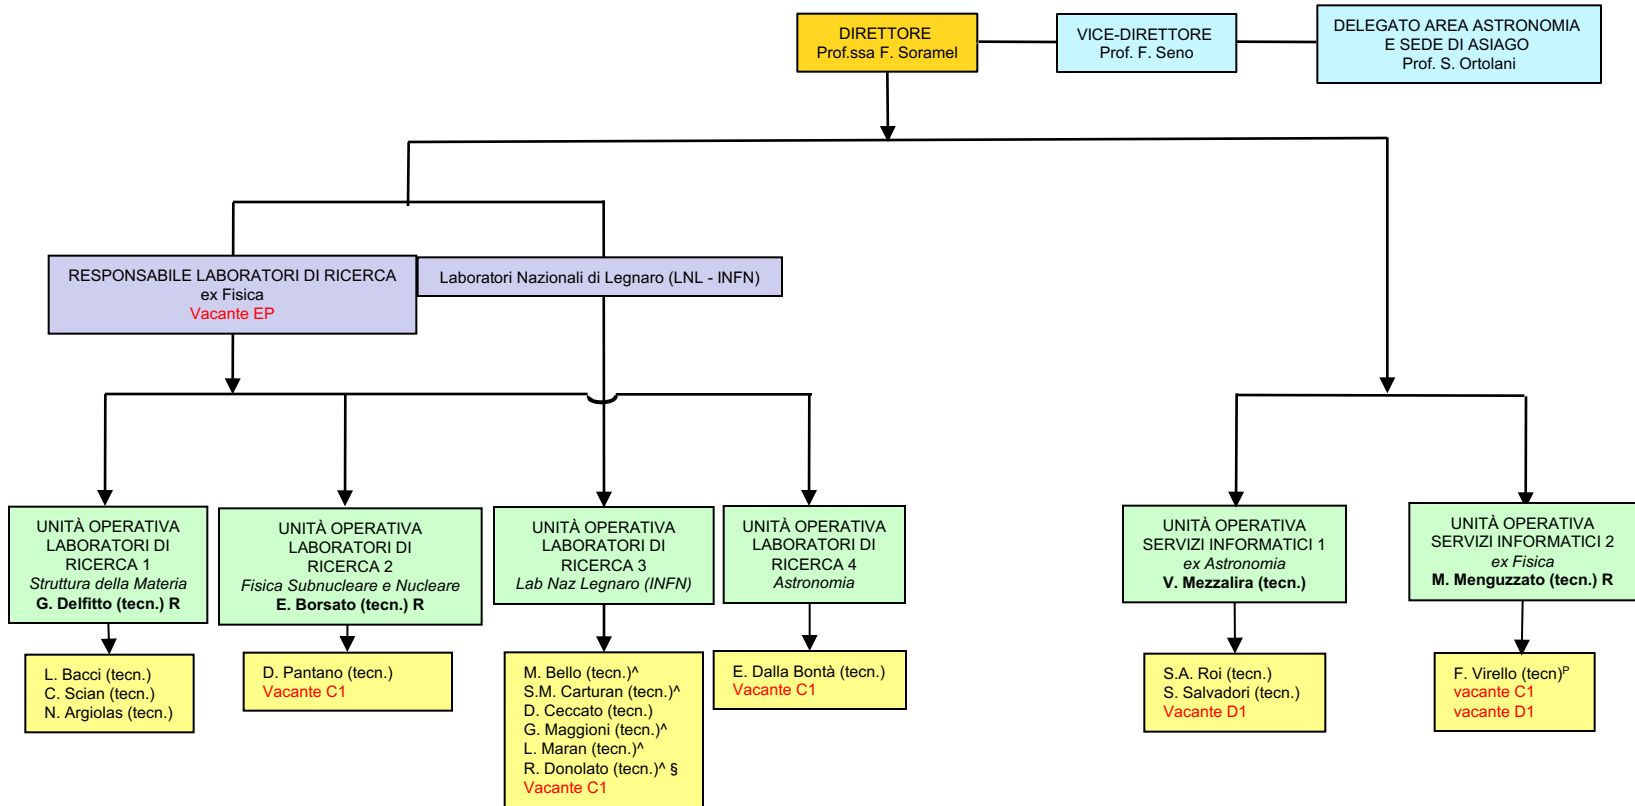 DIRETTORE
Prof.ssa F. Soramel
VICE-DIRETTORE
Prof. F. Seno
DELEGATO AREA ASTRONOMIA
E SEDE DI ASIAGO
Prof. S. Ortolani
RESPONSABILE LABORATORI DI RICERCA
ex Fisica
Vacante EP
Laboratori Nazionali di Legnaro (LNL - INFN)
UNITÀ OPERATIVA
LABORATORI DI
RICERCA 1
Struttura della Materia
G. Delfitto (tecn.) R
UNITÀ OPERATIVA
LABORATORI DI
RICERCA 2
Fisica Subnucleare e Nucleare
E. Borsato (tecn.) R
UNITÀ OPERATIVA
LABORATORI DI
RICERCA 3
Lab Naz Legnaro (INFN)
UNITÀ OPERATIVA
LABORATORI DI
RICERCA 4
Astronomia
UNITÀ OPERATIVA
SERVIZI INFORMATICI 1
ex Astronomia
V. Mezzalira (tecn.)
UNITÀ OPERATIVA
SERVIZI INFORMATICI 2
ex Fisica
M. Menguzzato (tecn.) R
L. Bacci (tecn.)
C. Scian (tecn.)
N. Argiolas (tecn.)
D. Pantano (tecn.)
Vacante C1
M. Bello (tecn.)^
S.M. Carturan (tecn.)^
D. Ceccato (tecn.)
G. Maggioni (tecn.)^
L. Maran (tecn.)^
R. Donolato (tecn.)^ §
Vacante C1
E. Dalla Bontà (tecn.)
Vacante C1
S.A. Roi (tecn.)
S. Salvadori (tecn.)
Vacante D1
F. Virello (tecn)ᴾ
vacante C1
vacante D1